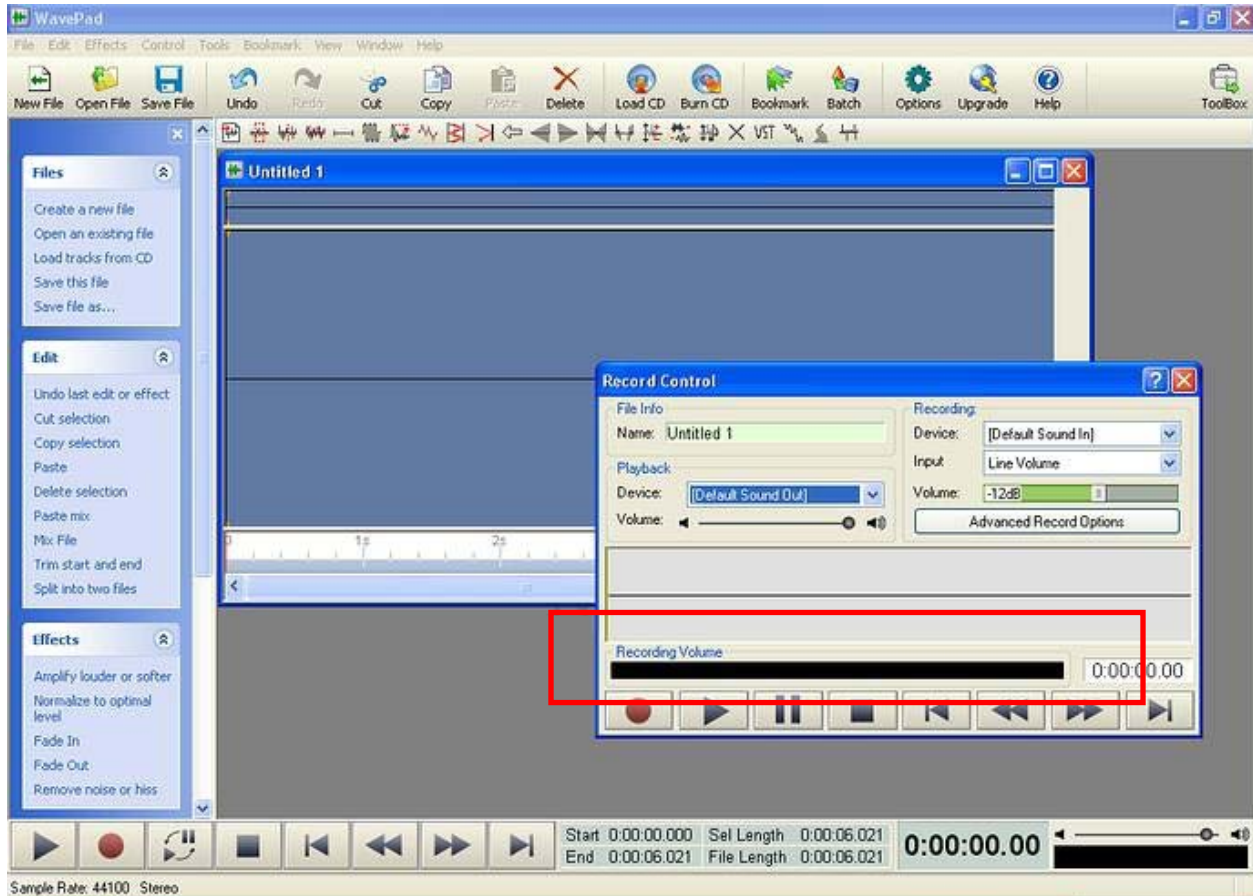 WavePad
File Edit Effects Control Tools Bookmark View Window Help
New File Open File Save File Undo Redo Cut Copy Paste Delete Load CD Burn CD Bookmark Batch Options Upgrade Help ToolBox
VST
Files
Create a new file
Open an existing file
Load tracks from CD
Save this file
Save file as...
Edit
Undo last edit or effect
Cut selection
Copy selection
Paste
Delete selection
Paste mix
Mix File
Trim start and end
Split into two files
Effects
Amplify louder or softer
Normalize to optimal
level
Fade In
Fade Out
Remove noise or hiss
Untitled 1
0 1s 2s
Record Control
File Info
Name: Untitled 1
Playback
Device: [Default Sound Out]
Volume:
Recording
Device: [Default Sound In]
Input Line Volume
Volume: -12dB
Advanced Record Options
Recording Volume
0:00:00.00
Start 0:00:00.000 Sel Length 0:00:06.021
End 0:00:06.021 File Length 0:00:06.021
0:00:00.00
Sample Rate: 44100 Stereo